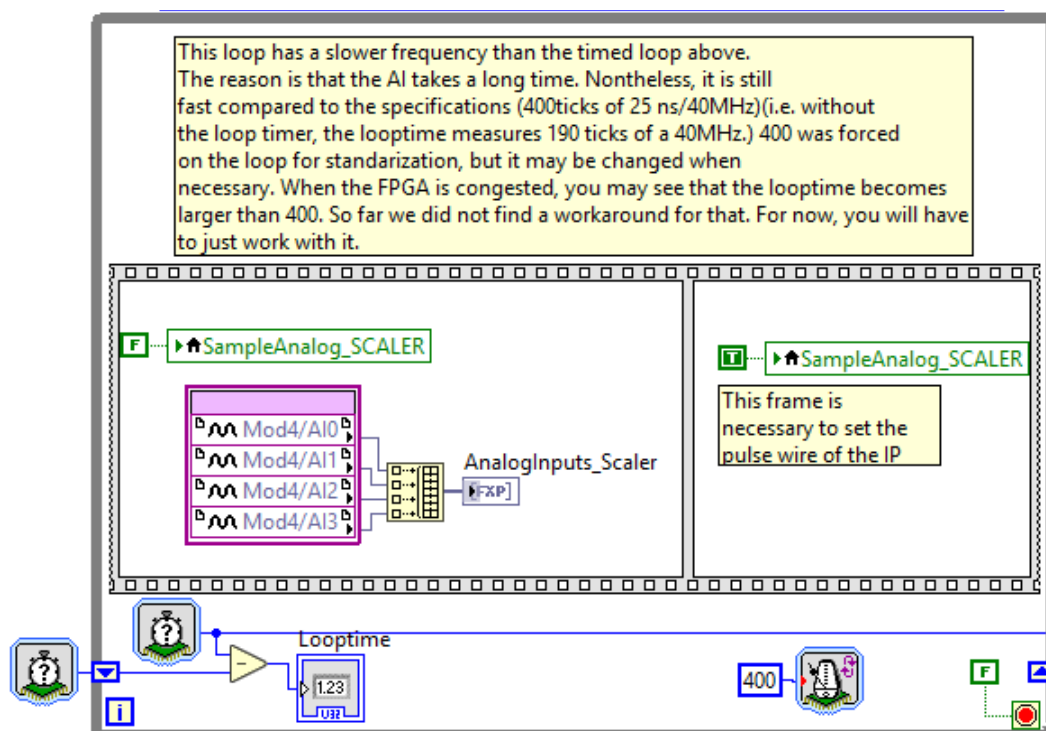 This loop has a slower frequency than the timed loop above.
The reason is that the AI takes a long time. Nontheless, it is still
fast compared to the specifications (400ticks of 25 ns/40MHz)(i.e. without
the loop timer, the looptime measures 190 ticks of a 40MHz.) 400 was forced
on the loop for standarization, but it may be changed when
necessary. When the FPGA is congested, you may see that the looptime becomes
larger than 400. So far we did not find a workaround for that. For now, you will have
to just work with it.
F
SampleAnalog_SCALER
Mod4/AI0
Mod4/AI1
Mod4/AI2
Mod4/AI3
AnalogInputs_Scaler
FXP]
T
SampleAnalog_SCALER
This frame is
necessary to set the
pulse wire of the IP
?
?
Looptime
1.23
U32
400
F
i